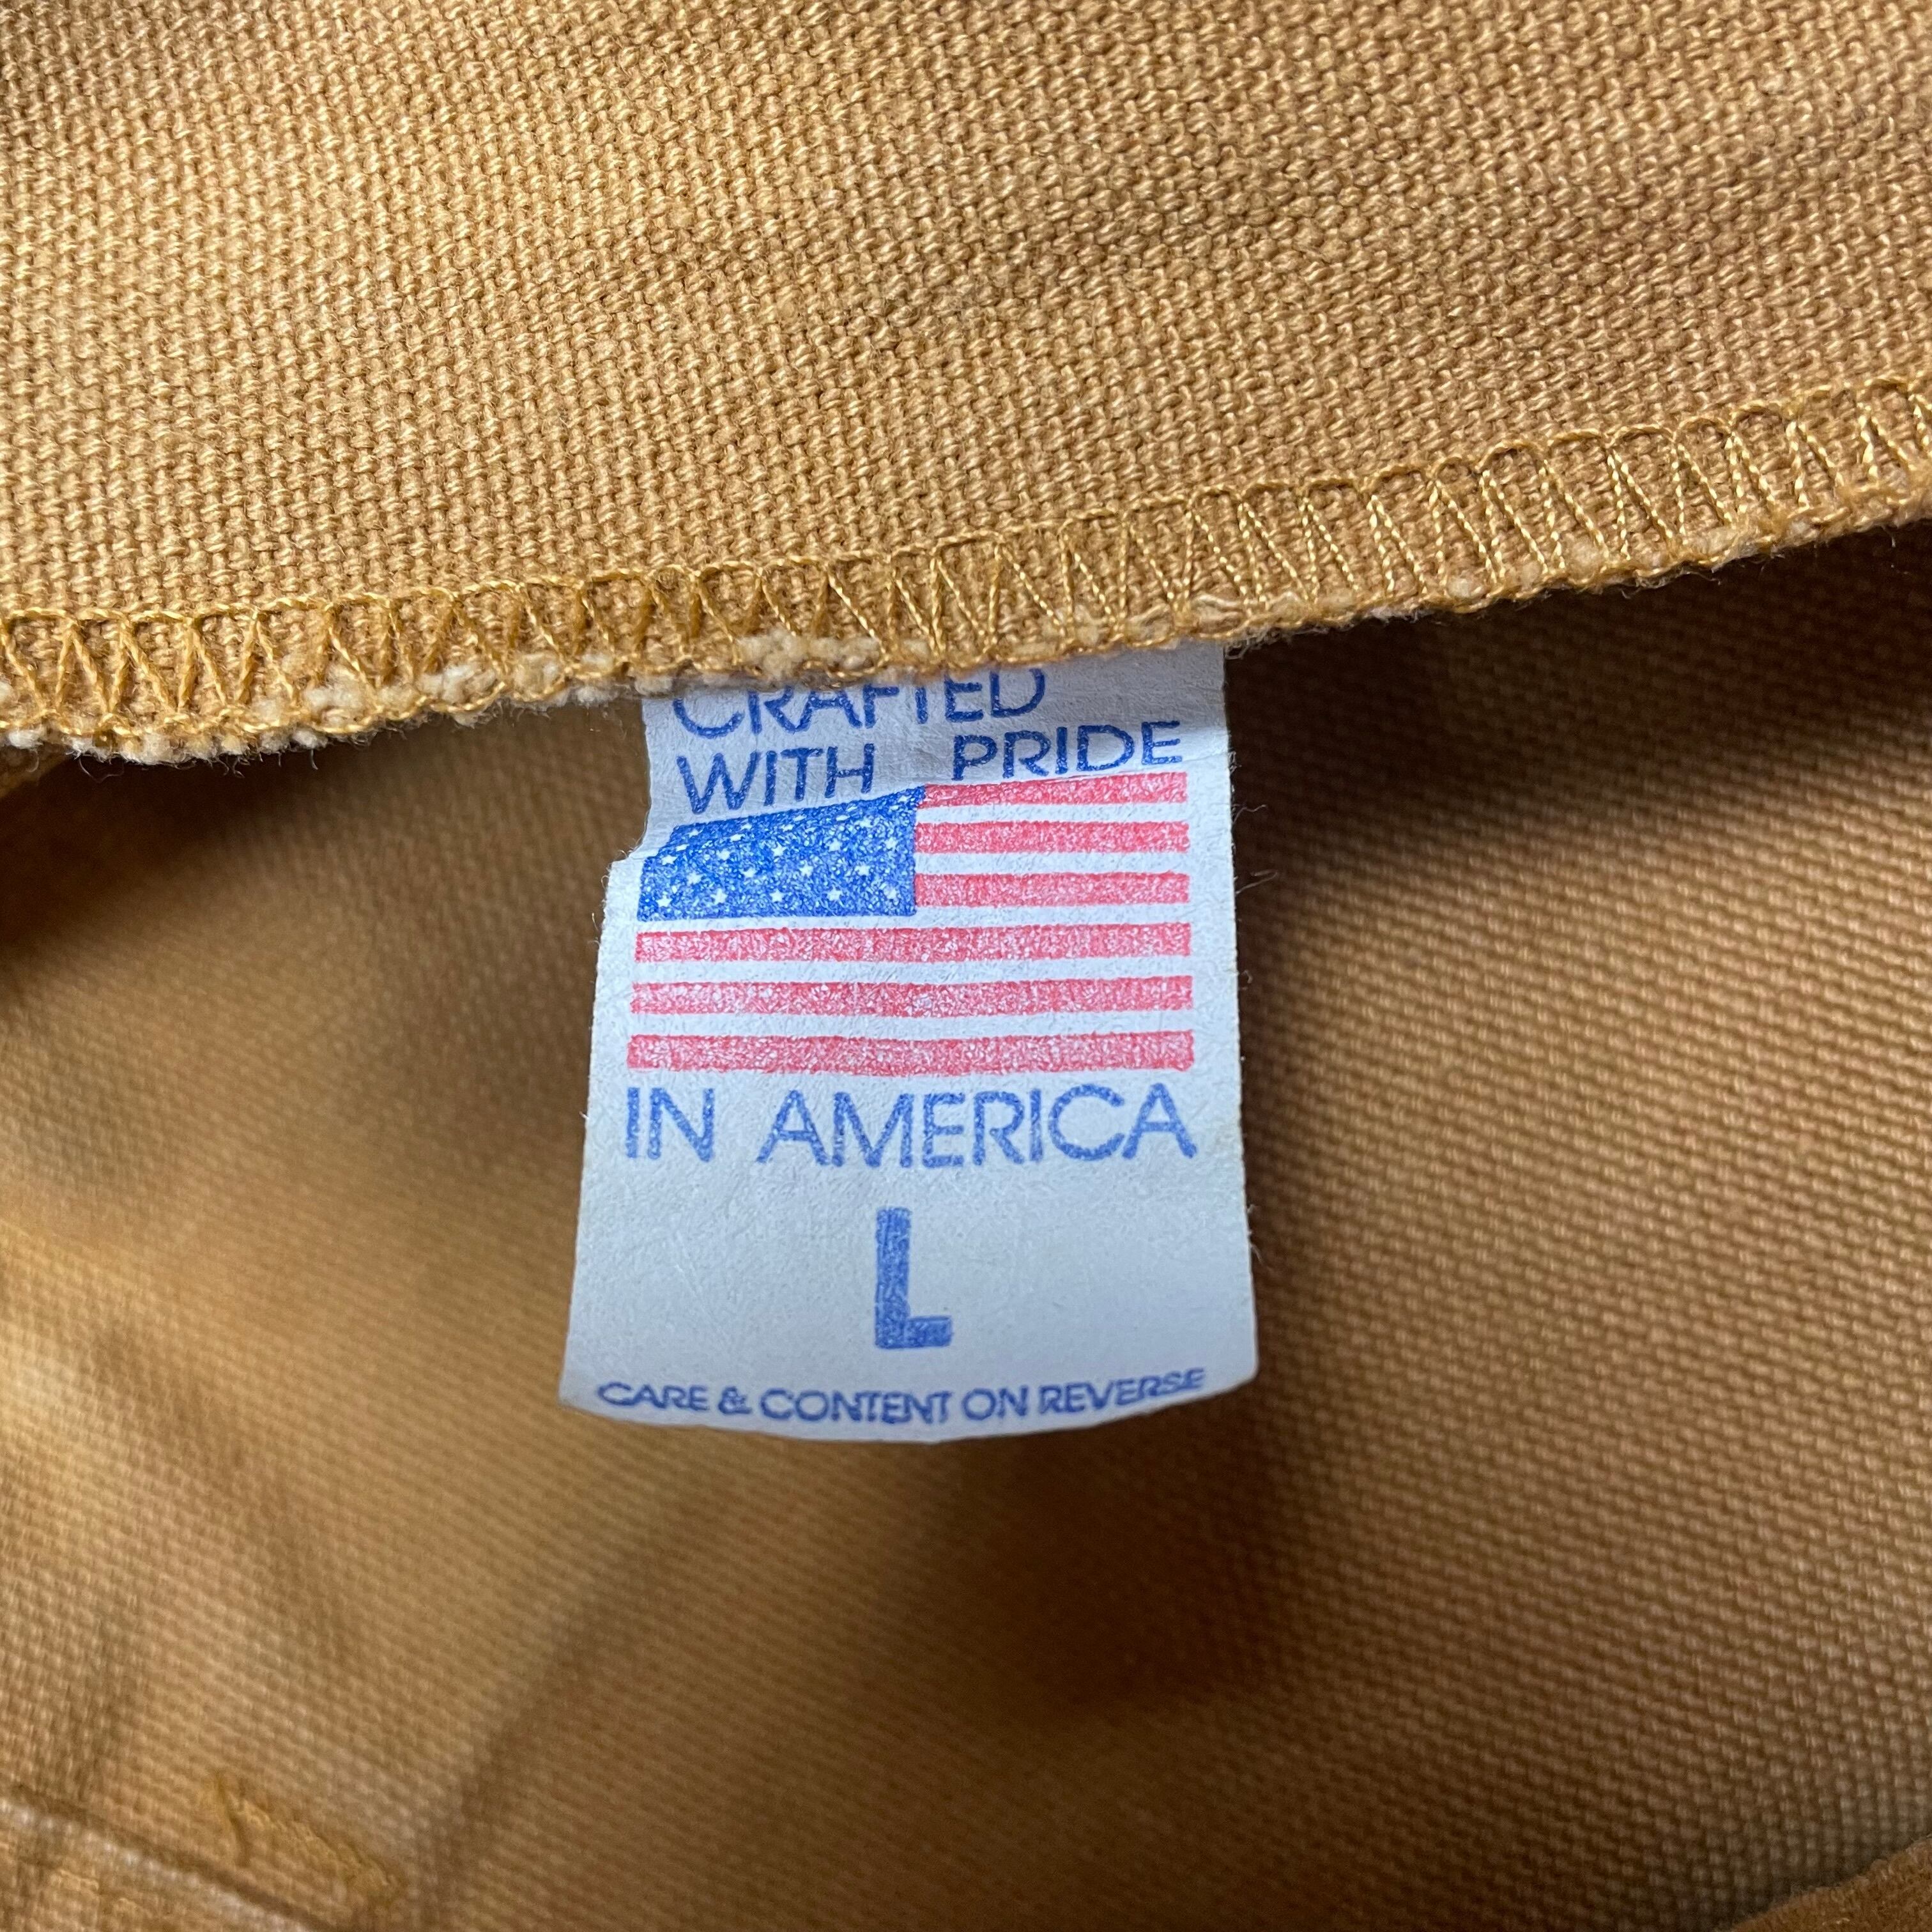 CRAFTED
WITH PRIDE
IN AMERICA
L
CARE & CONTENT ON REVERSE